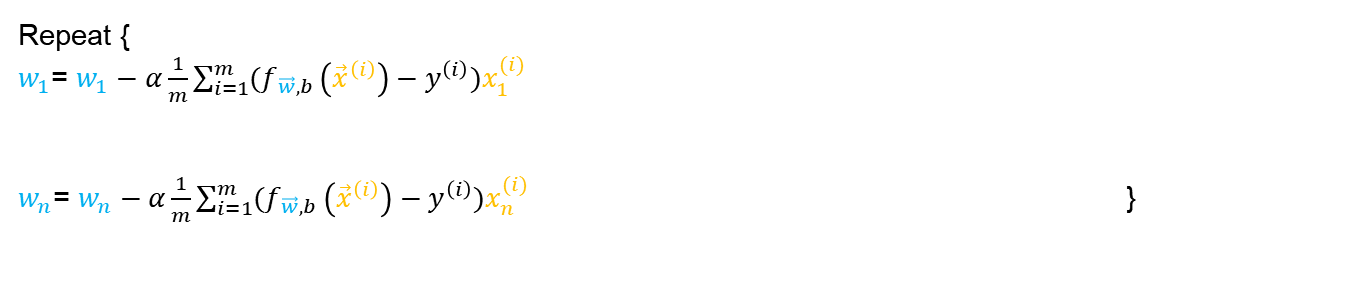 Repeat {
w₁ = w₁ − α 1/m ∑ᵢ₌₁ᵐ (f_{w⃗,b} (x⃗⁽ⁱ⁾) − y⁽ⁱ⁾)x₁⁽ⁱ⁾
wₙ = wₙ − α 1/m ∑ᵢ₌₁ᵐ (f_{w⃗,b} (x⃗⁽ⁱ⁾) − y⁽ⁱ⁾)xₙ⁽ⁱ⁾ }